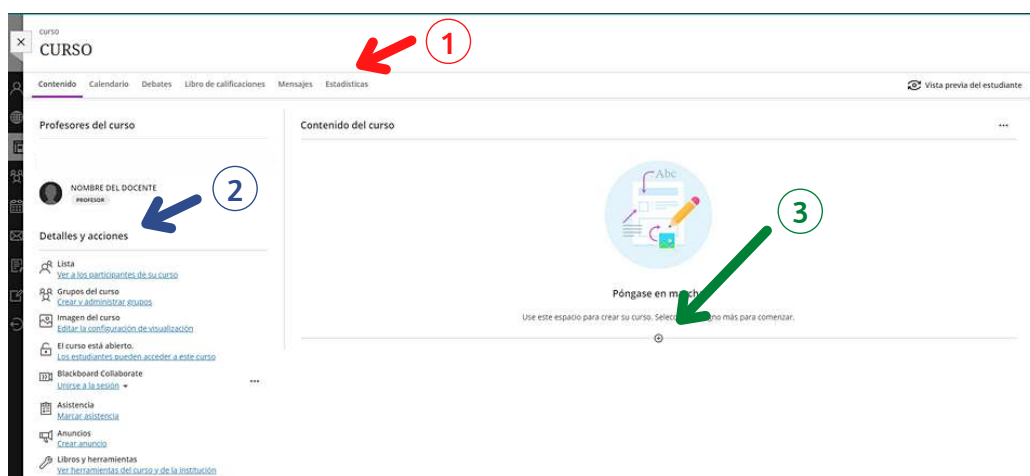 curso
CURSO
1
Contenido Calendario Debates Libro de calificaciones Mensajes Estadísticas
Vista previa del estudiante
Profesores del curso
NOMBRE DEL DOCENTE
PROFESOR
2
Detalles y acciones
Lista
Ver a los participantes de su curso
Grupos del curso
Crear y administrar grupos
Imagen del curso
Editar la configuración de visualización
El curso está abierto.
Los estudiantes pueden acceder a este curso
Blackboard Collaborate
Unirse a la sesión
Asistencia
Marcar asistencia
Anuncios
Crear anuncio
Libros y herramientas
Ver herramientas del curso y de la institución
Contenido del curso
Abc
3
Póngase en
Use este espacio para crear su curso. más para comenzar.